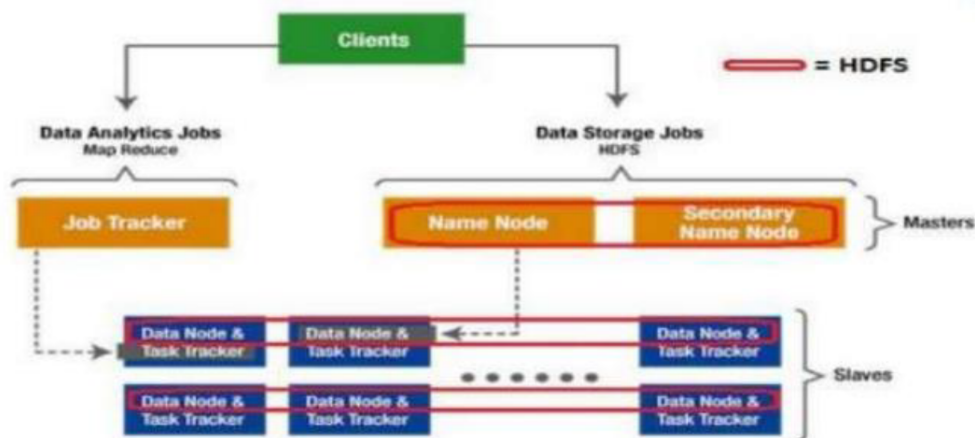 Clients
= HDFS
Data Analytics Jobs
Map Reduce
Data Storage Jobs
HDFS
Job Tracker
Name Node
Secondary
Name Node
Masters
Data Node &
Task Tracker
Data Node &
Task Tracker
Data Node &
Task Tracker
Slaves
Data Node &
Task Tracker
Data Node &
Task Tracker
Data Node &
Task Tracker